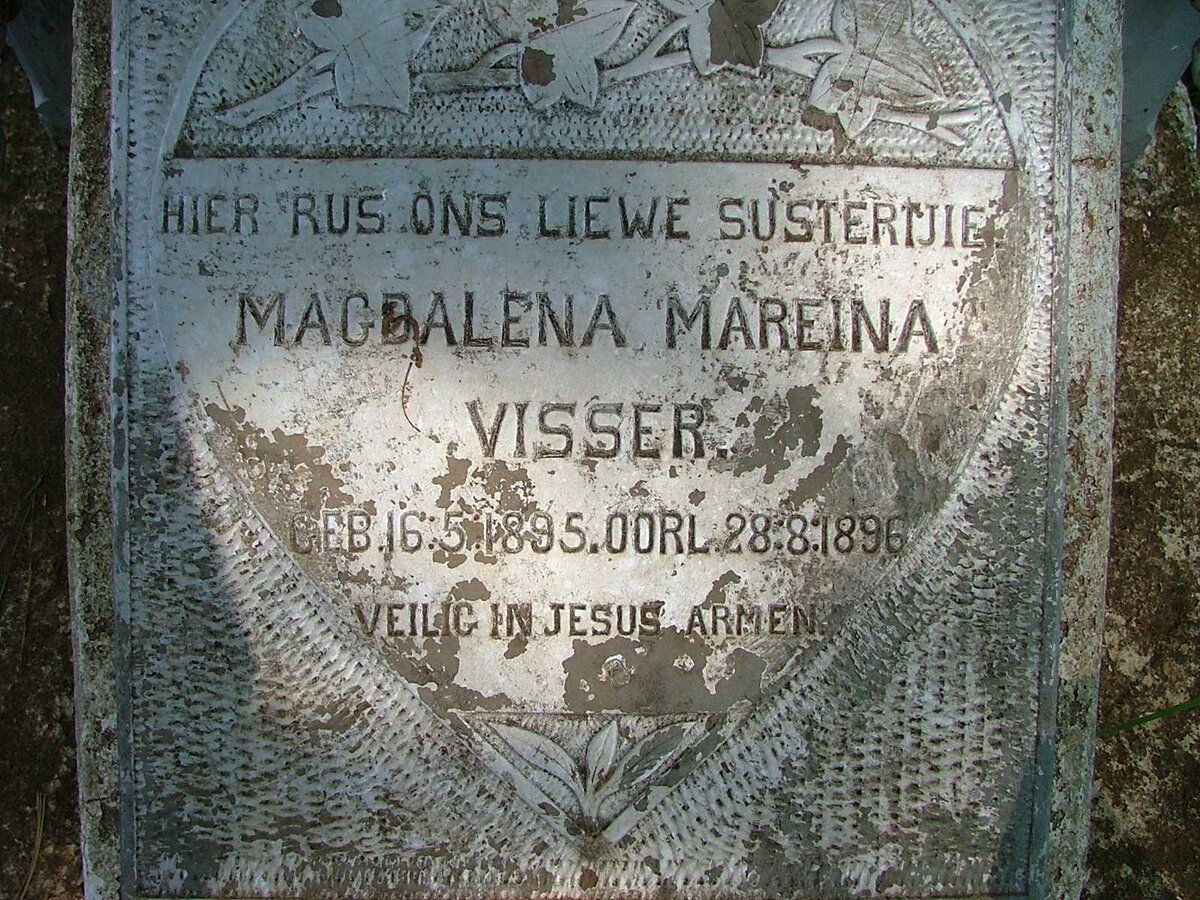 HIER RUS ONS LIEWE SUSTERTJIE
MAGDALENA MAREINA
VISSER.
GEB.16:5:1895.OORL.28:8:1896
VEILIG IN JESUS ARMEN.